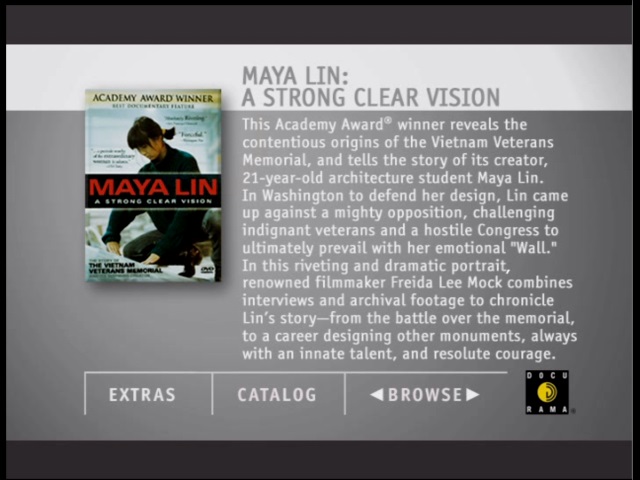 MAYA LIN:
A STRONG CLEAR VISION
This Academy Award® winner reveals the
contentious origins of the Vietnam Veterans
Memorial, and tells the story of its creator,
21-year-old architecture student Maya Lin.
In Washington to defend her design, Lin came
up against a mighty opposition, challenging
indignant veterans and a hostile Congress to
ultimately prevail with her emotional "Wall."
In this riveting and dramatic portrait,
renowned filmmaker Freida Lee Mock combines
interviews and archival footage to chronicle
Lin's story—from the battle over the memorial,
to a career designing other monuments, always
with an innate talent, and resolute courage.
ACADEMY AWARD WINNER
BEST DOCUMENTARY FEATURE
MAYA LIN
A STRONG CLEAR VISION
THE STORY OF
THE VIETNAM
VETERANS MEMORIAL
DVD
EXTRAS
CATALOG
◀BROWSE▶
DOCU
RAMA®